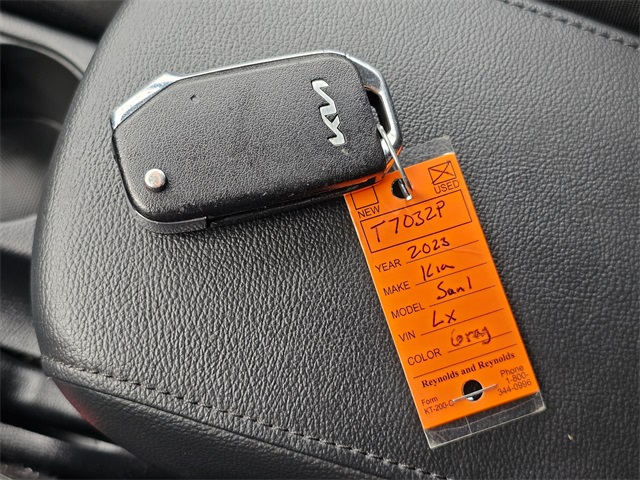 KIA
NEW
USED
T7032P
YEAR 2023
MAKE Kia
MODEL Soul
VIN Lx
COLOR Gray
Reynolds and Reynolds
Form
KT-200-O
Phone
1-800-
344-0996